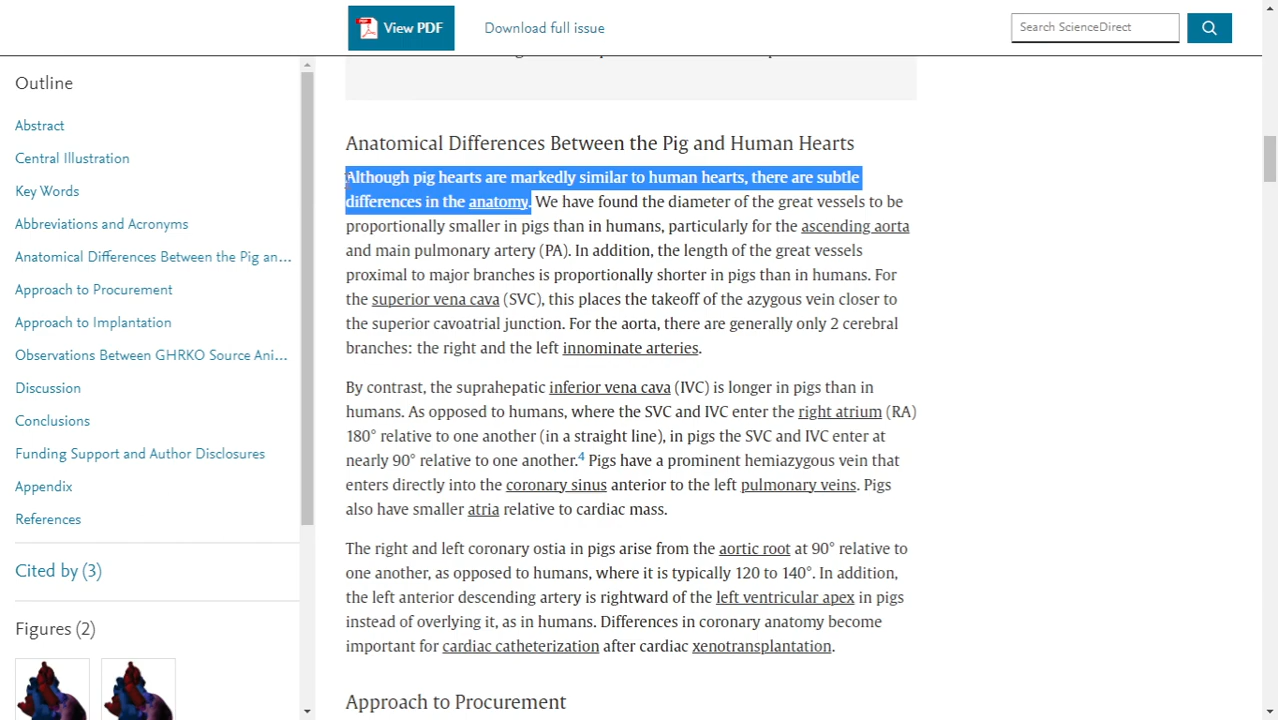 View PDF
Download full issue
Search ScienceDirect
Outline
Abstract
Central Illustration
Key Words
Abbreviations and Acronyms
Anatomical Differences Between the Pig an...
Approach to Procurement
Approach to Implantation
Observations Between GHRKO Source Ani...
Discussion
Conclusions
Funding Support and Author Disclosures
Appendix
References
Cited by (3)
Figures (2)
Anatomical Differences Between the Pig and Human Hearts
Although pig hearts are markedly similar to human hearts, there are subtle
differences in the anatomy. We have found the diameter of the great vessels to be
proportionally smaller in pigs than in humans, particularly for the ascending aorta
and main pulmonary artery (PA). In addition, the length of the great vessels
proximal to major branches is proportionally shorter in pigs than in humans. For
the superior vena cava (SVC), this places the takeoff of the azygous vein closer to
the superior cavoatrial junction. For the aorta, there are generally only 2 cerebral
branches: the right and the left innominate arteries.
By contrast, the suprahepatic inferior vena cava (IVC) is longer in pigs than in
humans. As opposed to humans, where the SVC and IVC enter the right atrium (RA)
180° relative to one another (in a straight line), in pigs the SVC and IVC enter at
nearly 90° relative to one another.4 Pigs have a prominent hemiazygous vein that
enters directly into the coronary sinus anterior to the left pulmonary veins. Pigs
also have smaller atria relative to cardiac mass.
The right and left coronary ostia in pigs arise from the aortic root at 90° relative to
one another, as opposed to humans, where it is typically 120 to 140°. In addition,
the left anterior descending artery is rightward of the left ventricular apex in pigs
instead of overlying it, as in humans. Differences in coronary anatomy become
important for cardiac catheterization after cardiac xenotransplantation.
Approach to Procurement